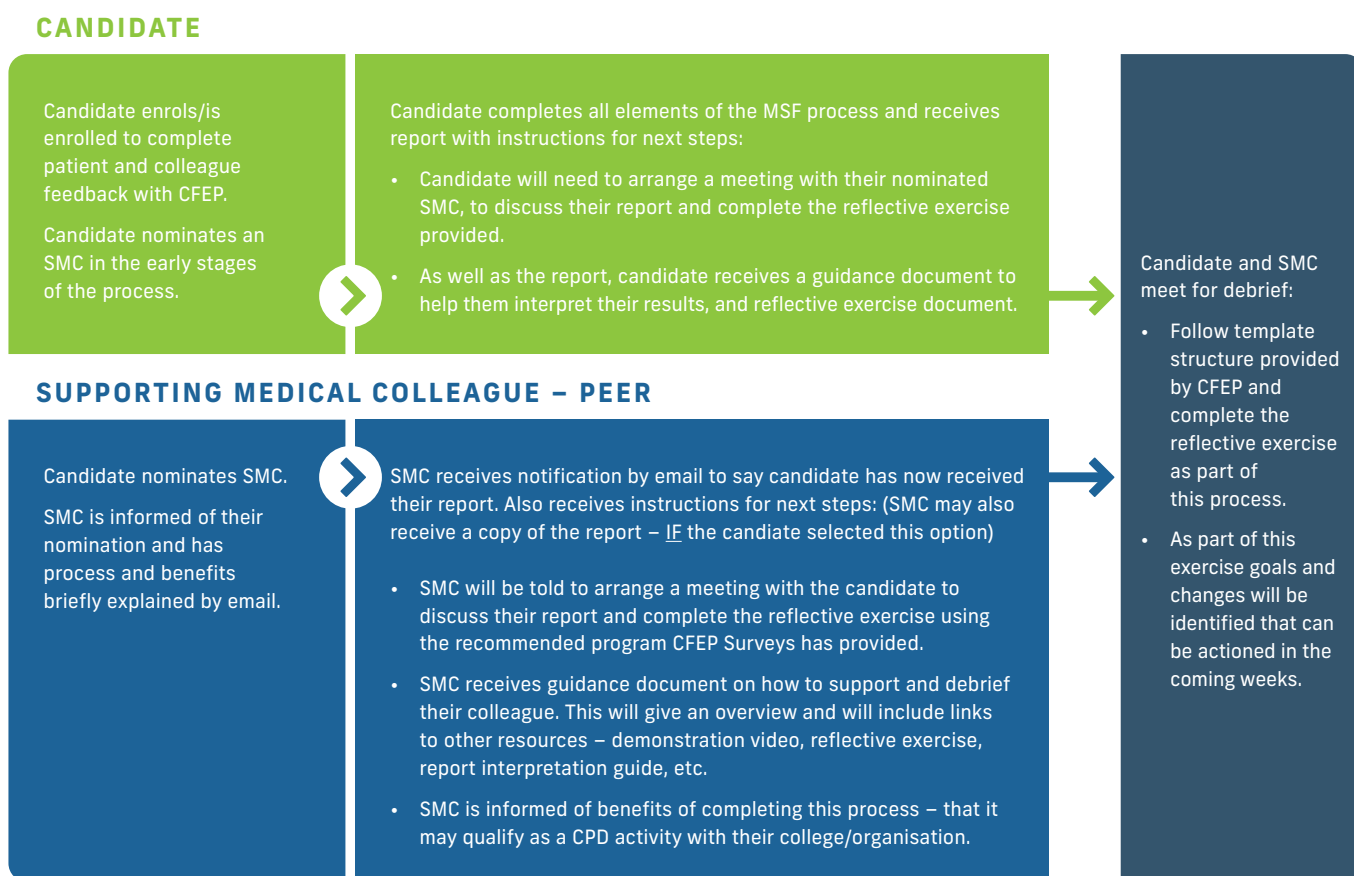 CANDIDATE
Candidate enrols/is
enrolled to complete
patient and colleague
feedback with CFEP.
Candidate nominates an
SMC in the early stages
of the process.
Candidate completes all elements of the MSF process and receives
report with instructions for next steps:
• Candidate will need to arrange a meeting with their nominated
SMC, to discuss their report and complete the reflective exercise
provided.
• As well as the report, candidate receives a guidance document to
help them interpret their results, and reflective exercise document.
SUPPORTING MEDICAL COLLEAGUE – PEER
Candidate nominates SMC.
SMC is informed of their
nomination and has
process and benefits
briefly explained by email.
SMC receives notification by email to say candidate has now received
their report. Also receives instructions for next steps: (SMC may also
receive a copy of the report – IF the candiate selected this option)
• SMC will be told to arrange a meeting with the candidate to
discuss their report and complete the reflective exercise using
the recommended program CFEP Surveys has provided.
• SMC receives guidance document on how to support and debrief
their colleague. This will give an overview and will include links
to other resources – demonstration video, reflective exercise,
report interpretation guide, etc.
• SMC is informed of benefits of completing this process – that it
may qualify as a CPD activity with their college/organisation.
Candidate and SMC
meet for debrief:
• Follow template
structure provided
by CFEP and
complete the
reflective exercise
as part of
this process.
• As part of this
exercise goals and
changes will be
identified that can
be actioned in the
coming weeks.